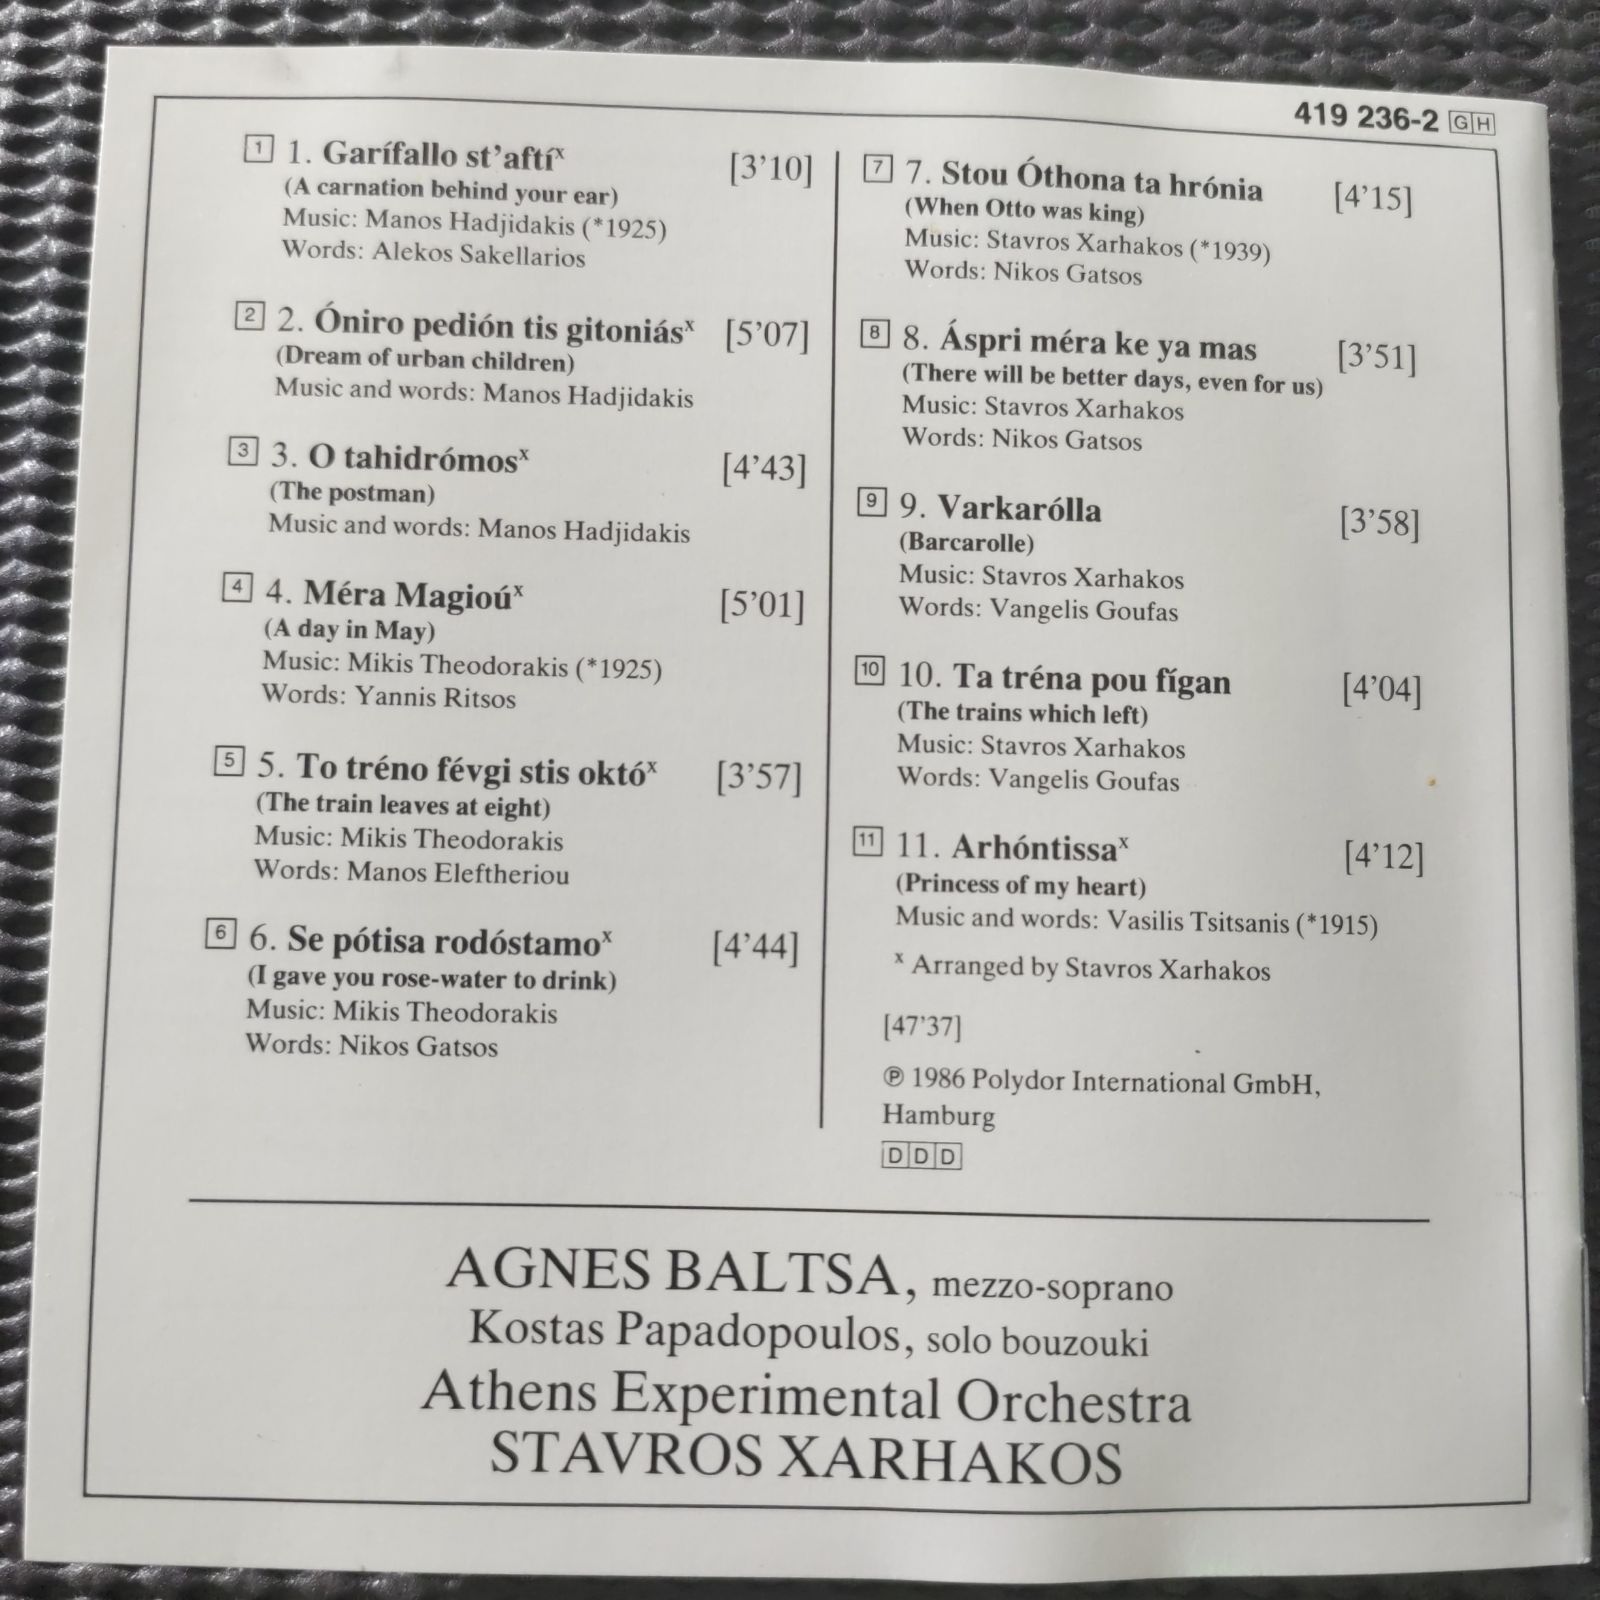 419 236-2 GH
1 1. Garífallo st'aftíx [3'10]
(A carnation behind your ear)
Music: Manos Hadjidakis (*1925)
Words: Alekos Sakellarios
2 2. Óniro pedión tis gitoniásx [5'07]
(Dream of urban children)
Music and words: Manos Hadjidakis
3 3. O tahidrómosx [4'43]
(The postman)
Music and words: Manos Hadjidakis
4 4. Méra Magioúx [5'01]
(A day in May)
Music: Mikis Theodorakis (*1925)
Words: Yannis Ritsos
5 5. To tréno févgi stis októx [3'57]
(The train leaves at eight)
Music: Mikis Theodorakis
Words: Manos Eleftheriou
6 6. Se pótisa rodóstamox [4'44]
(I gave you rose-water to drink)
Music: Mikis Theodorakis
Words: Nikos Gatsos
7 7. Stou Óthona ta hrónia [4'15]
(When Otto was king)
Music: Stavros Xarhakos (*1939)
Words: Nikos Gatsos
8 8. Áspri méra ke ya mas [3'51]
(There will be better days, even for us)
Music: Stavros Xarhakos
Words: Nikos Gatsos
9 9. Varkarólla [3'58]
(Barcarolle)
Music: Stavros Xarhakos
Words: Vangelis Goufas
10 10. Ta tréna pou fígan [4'04]
(The trains which left)
Music: Stavros Xarhakos
Words: Vangelis Goufas
11 11. Arhóntissax [4'12]
(Princess of my heart)
Music and words: Vasilis Tsitsanis (*1915)
x Arranged by Stavros Xarhakos
[47'37]
℗ 1986 Polydor International GmbH,
Hamburg
DDD
AGNES BALTSA, mezzo-soprano
Kostas Papadopoulos, solo bouzouki
Athens Experimental Orchestra
STAVROS XARHAKOS